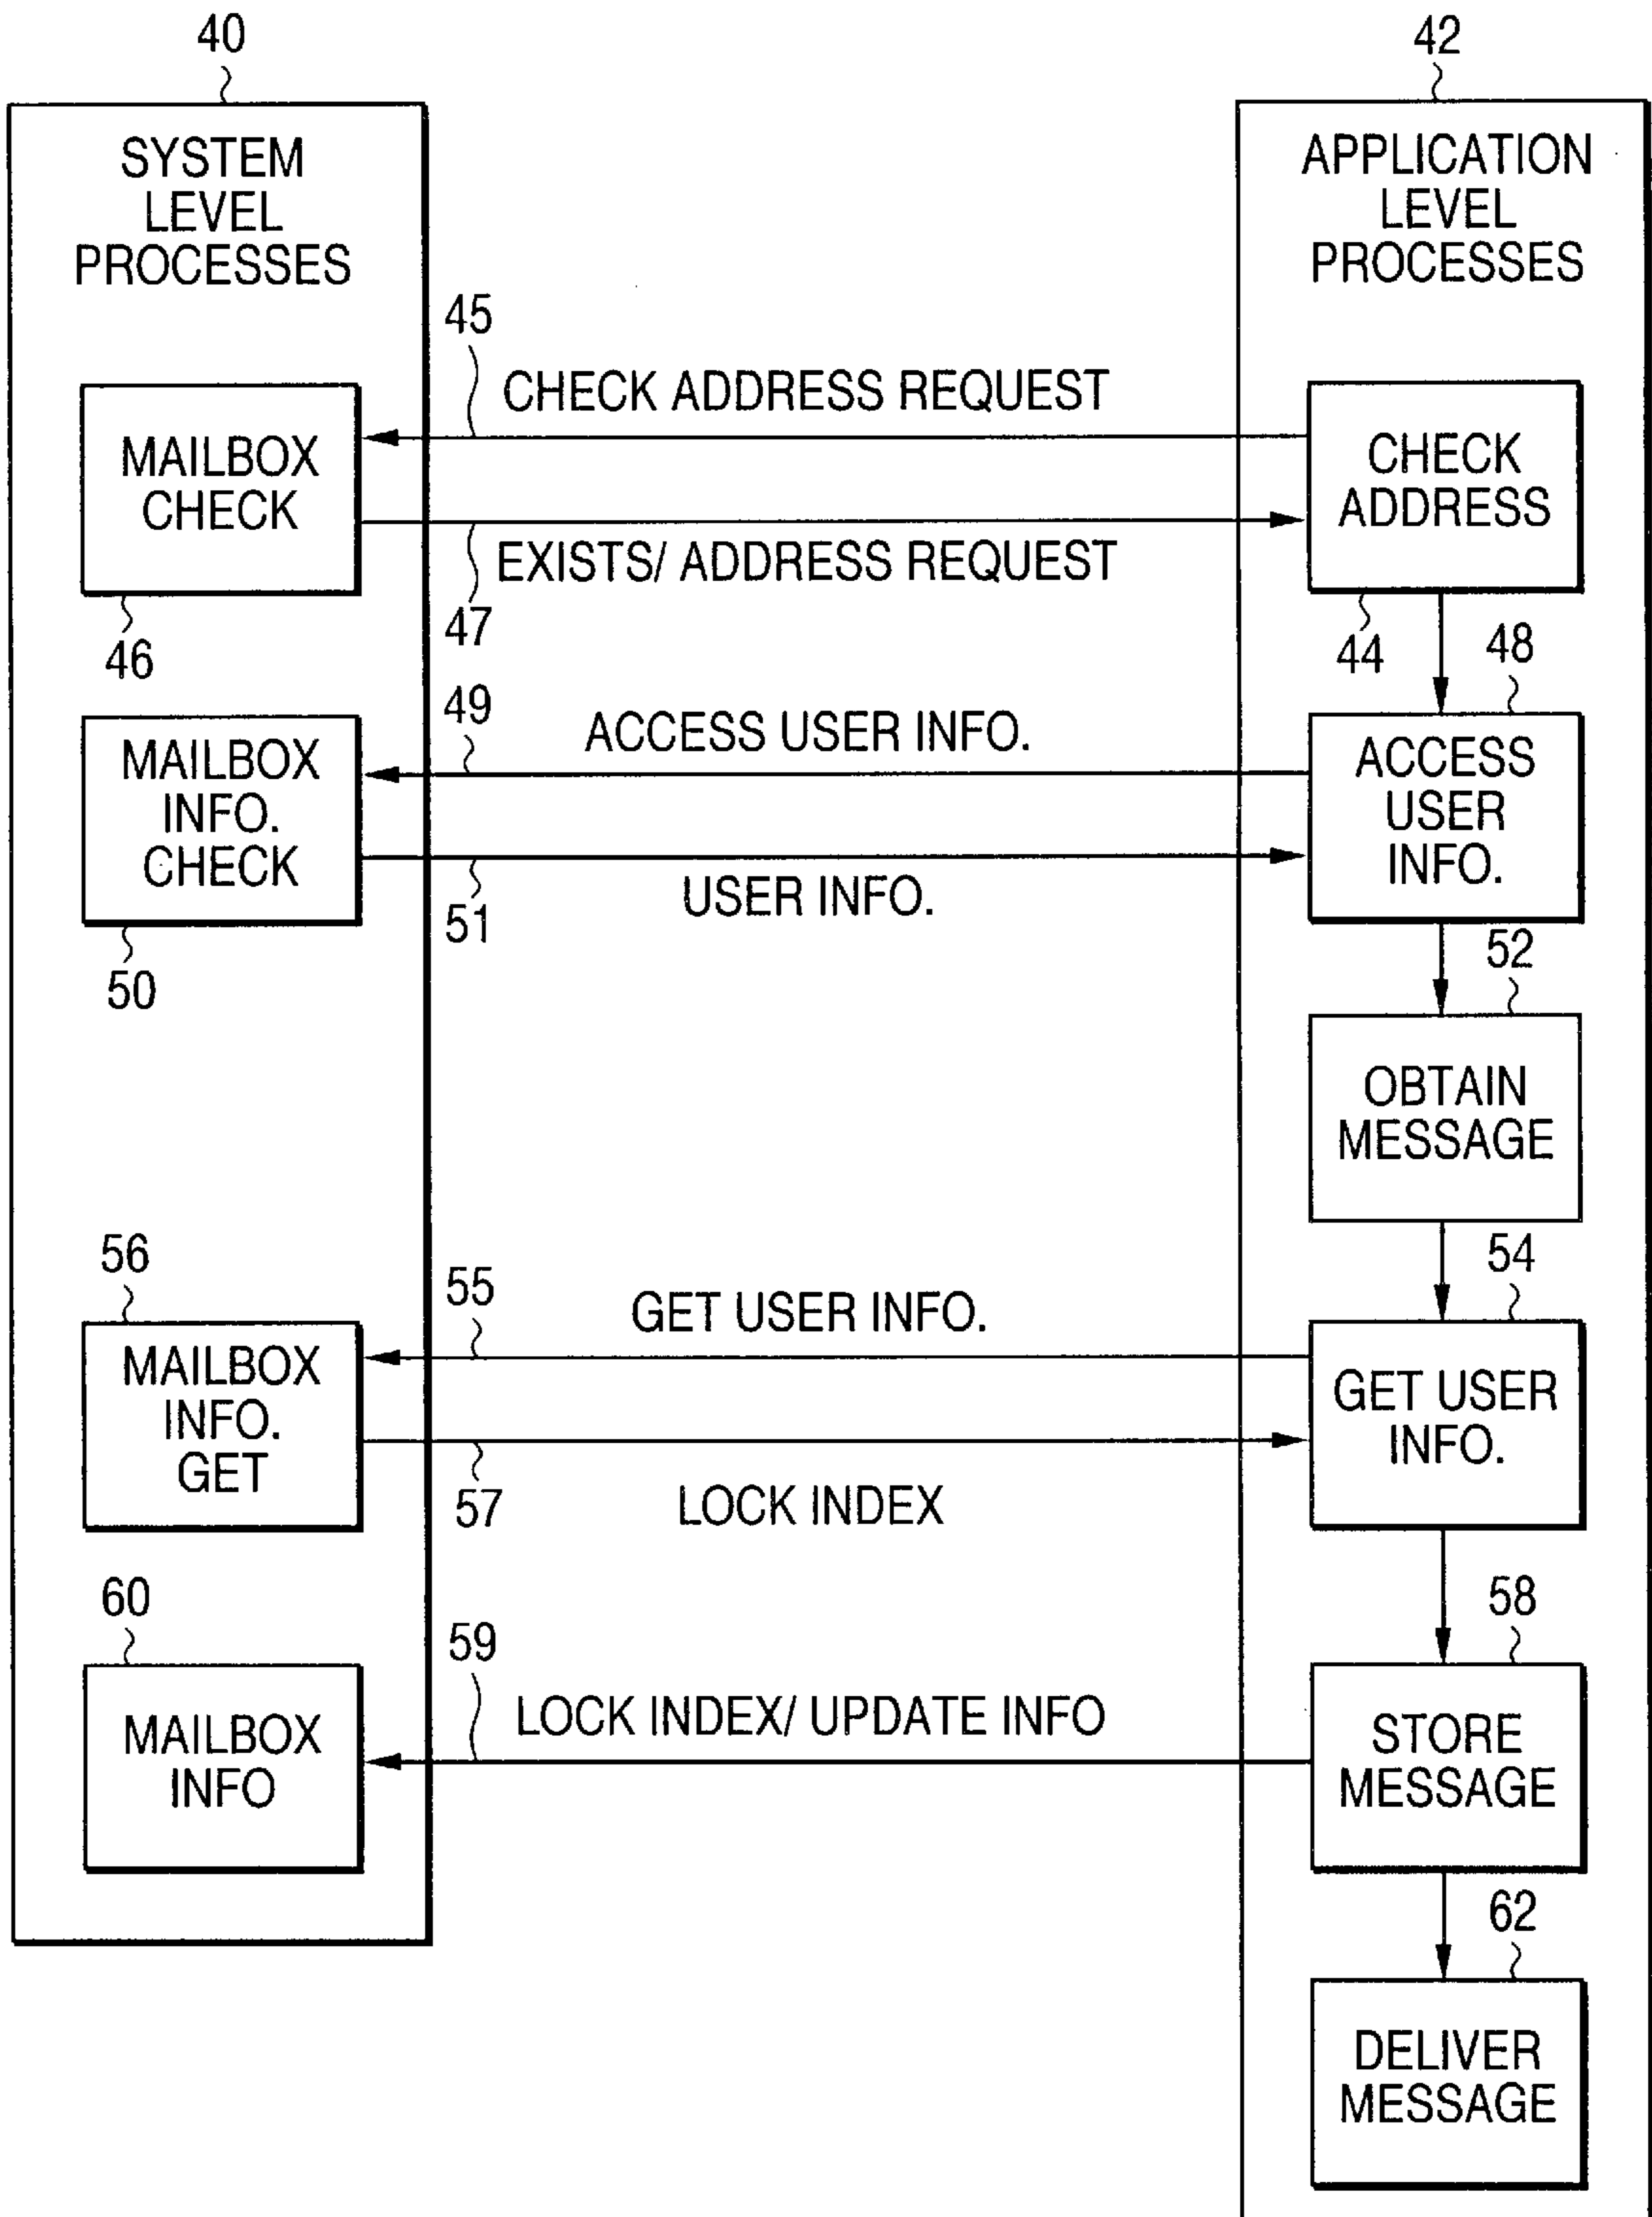 40
42
SYSTEM
LEVEL
PROCESSES
APPLICATION
LEVEL
PROCESSES
45
CHECK ADDRESS REQUEST
MAILBOX
CHECK
CHECK
ADDRESS
EXISTS/ ADDRESS REQUEST
47
46
44
48
49
ACCESS USER INFO.
MAILBOX
INFO.
CHECK
ACCESS
USER
INFO.
USER INFO.
51
50
52
OBTAIN
MESSAGE
56
55
GET USER INFO.
54
MAILBOX
INFO.
GET
GET USER
INFO.
57
LOCK INDEX
60
59
58
LOCK INDEX/ UPDATE INFO
MAILBOX
INFO
STORE
MESSAGE
62
DELIVER
MESSAGE